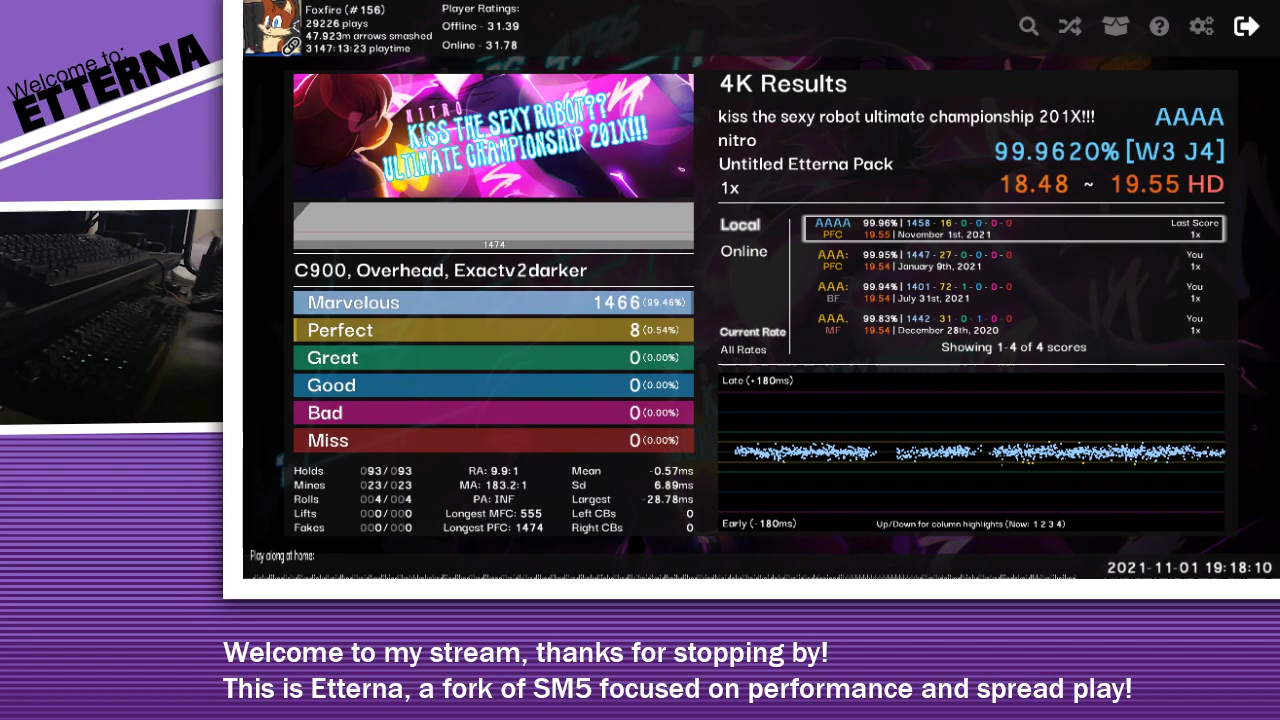 Welcome to:
ETTERNA
Foxfire (#156)
29226 plays
47.923m arrows smashed
3147:13:23 playtime
Player Ratings:
Offline - 31.39
Online - 31.78
NITRO
KISS THE SEXY ROBOT??
ULTIMATE CHAMPIONSHIP 201X!!!
1474
C900, Overhead, Exactv2darker
Marvelous 1466 (99.46%)
Perfect 8 (0.54%)
Great 0 (0.00%)
Good 0 (0.00%)
Bad 0 (0.00%)
Miss 0 (0.00%)
Holds 093/093 RA: 9.9:1 Mean -0.57ms
Mines 023/023 MA: 183.2:1 Sd 6.89ms
Rolls 004/004 PA: INF Largest -28.78ms
Lifts 000/000 Longest MFC: 555 Left CBs 0
Fakes 000/000 Longest PFC: 1474 Right CBs 0
4K Results
kiss the sexy robot ultimate championship 201X!!! AAAA
nitro 99.9620% [W3 J4]
Untitled Etterna Pack
1x 18.48 ~ 19.55 HD
Local
Online
Current Rate
All Rates
AAAA 99.96% | 1458 - 16 - 0 - 0 - 0 - 0 Last Score
PFC 19.55 | November 1st, 2021 1x
AAA: 99.95% | 1447 - 27 - 0 - 0 - 0 - 0 You
PFC 19.54 | January 9th, 2021 1x
AAA: 99.94% | 1401 - 72 - 1 - 0 - 0 - 0 You
BF 19.54 | July 31st, 2021 1x
AAA. 99.83% | 1442 - 31 - 0 - 1 - 0 - 0 You
MF 19.54 | December 28th, 2020 1x
Showing 1-4 of 4 scores
Late (+180ms)
Early (-180ms) Up/Down for column highlights (Now: 1 2 3 4)
Play along at home:
2021-11-01 19:18:10
Welcome to my stream, thanks for stopping by!
This is Etterna, a fork of SM5 focused on performance and spread play!